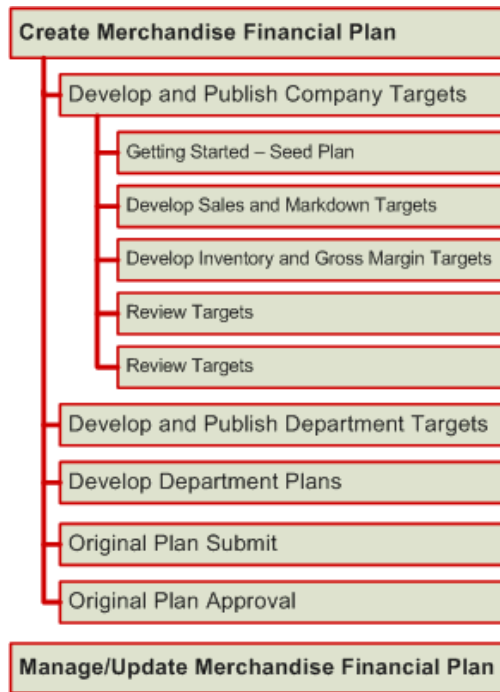 Create Merchandise Financial Plan
Develop and Publish Company Targets
Getting Started – Seed Plan
Develop Sales and Markdown Targets
Develop Inventory and Gross Margin Targets
Review Targets
Review Targets
Develop and Publish Department Targets
Develop Department Plans
Original Plan Submit
Original Plan Approval
Manage/Update Merchandise Financial Plan